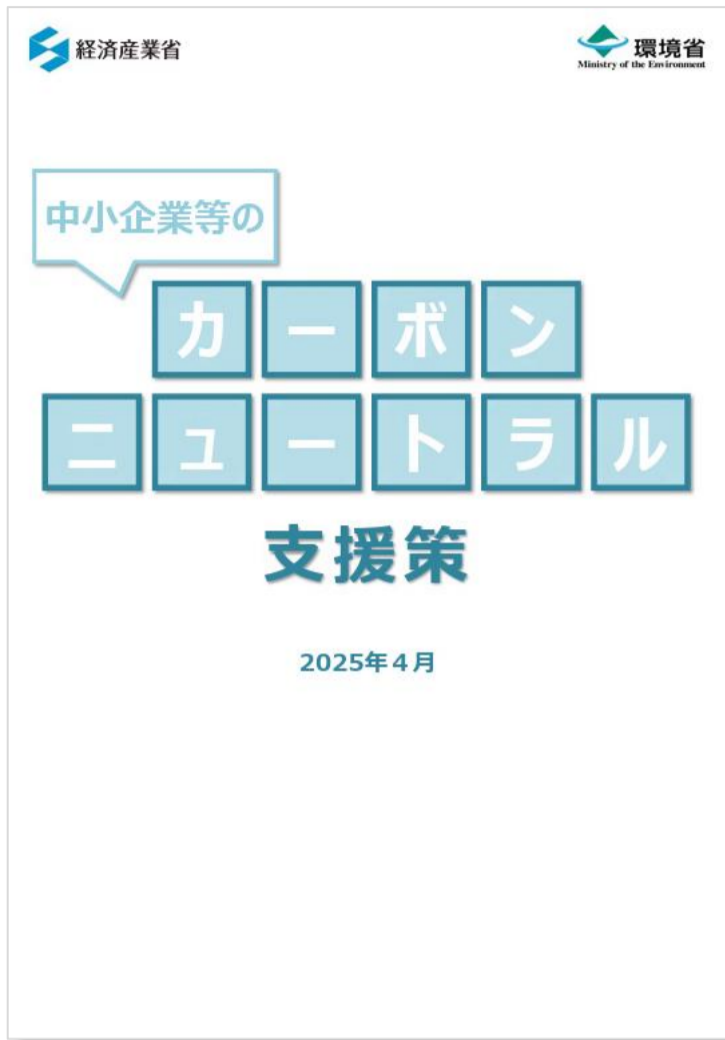 経済産業省
環境省
Ministry of the Environment
中小企業等の
カーボン
ニュートラル
支援策
2025年4月